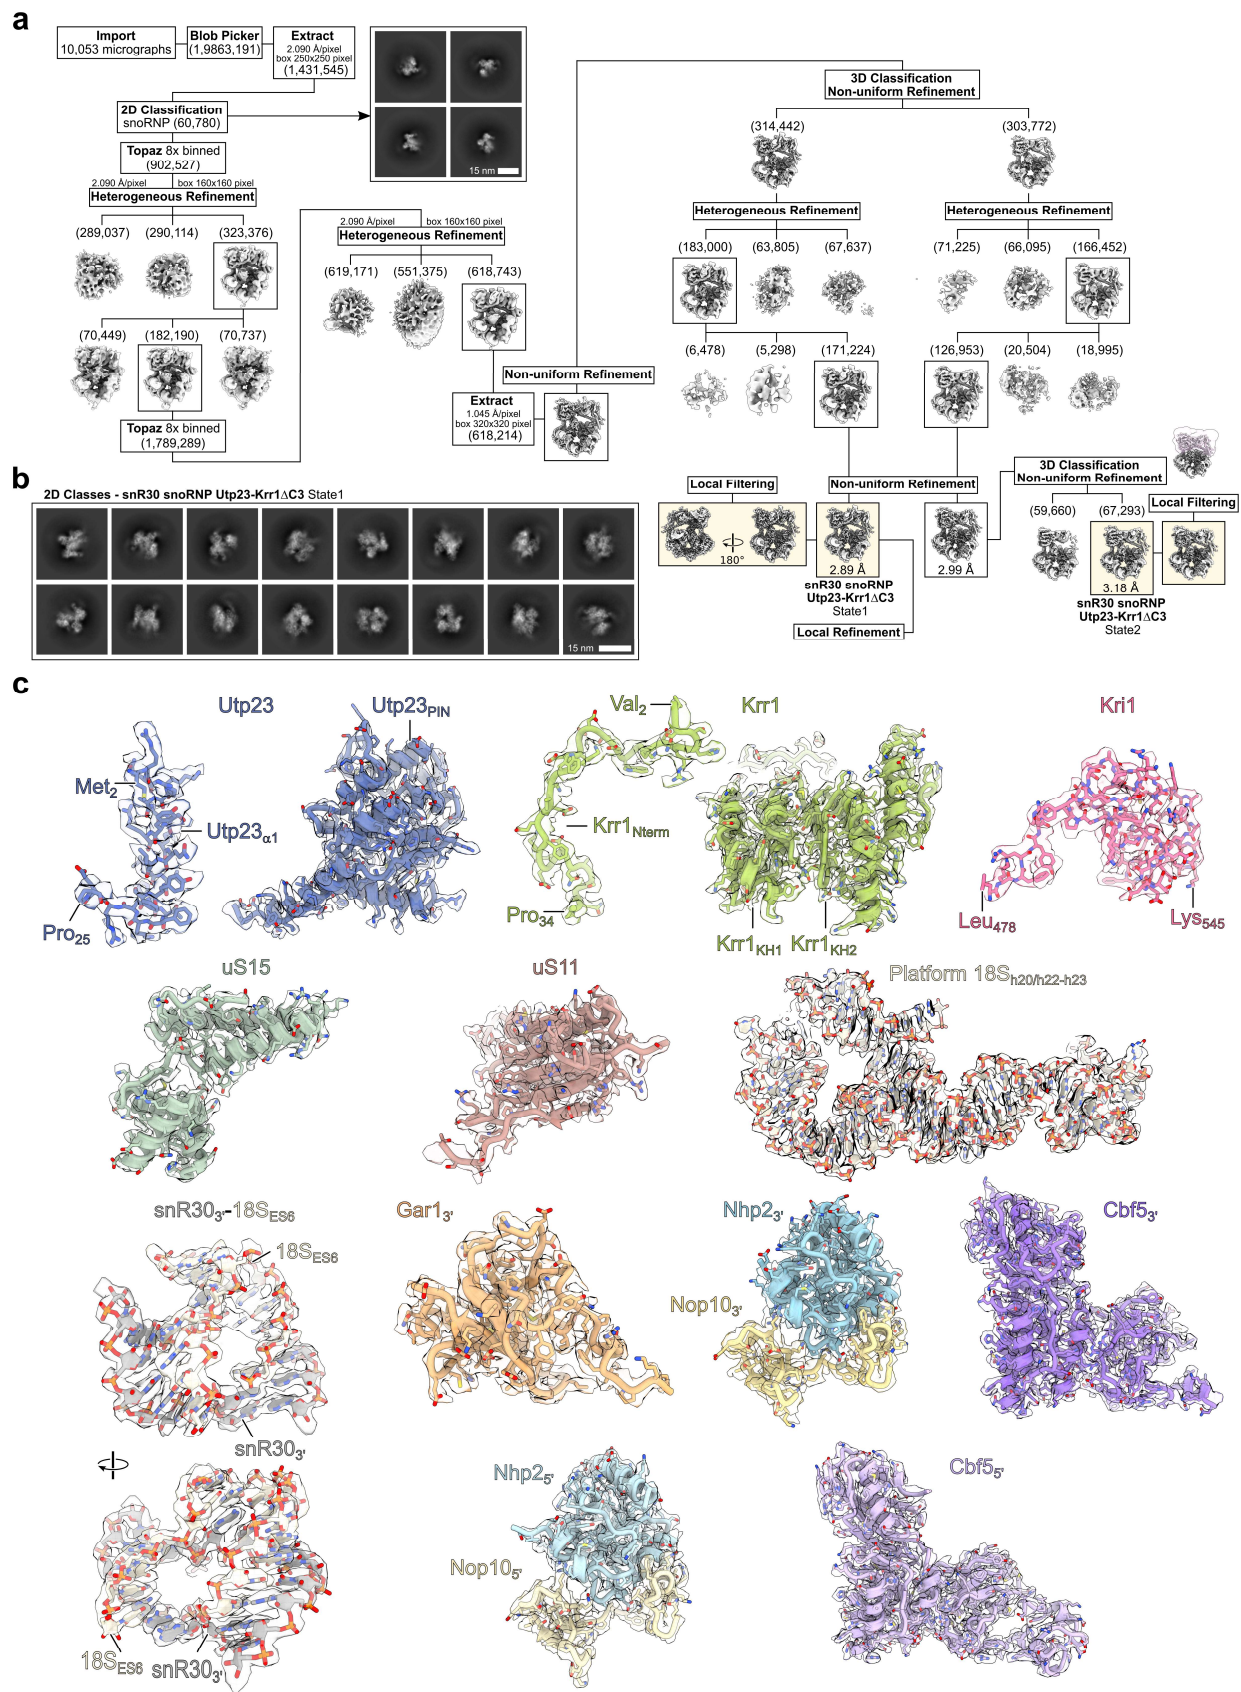 a
Import
10,053 micrographs
Blob Picker
(1,9863,191)
Extract
2.090 Å/pixel
box 250x250 pixel
(1,431,545)
2D Classification
snoRNP (60,780)
15 nm
Topaz 8x binned
(902,527)
2.090 Å/pixel
box 160x160 pixel
Heterogeneous Refinement
(289,037)
(290,114)
(323,376)
(70,449)
(182,190)
(70,737)
Topaz 8x binned
(1,789,289)
2.090 Å/pixel
box 160x160 pixel
Heterogeneous Refinement
(619,171)
(551,375)
(618,743)
Extract
1.045 Å/pixel
box 320x320 pixel
(618,214)
Non-uniform Refinement
3D Classification
Non-uniform Refinement
(314,442)
(303,772)
Heterogeneous Refinement
Heterogeneous Refinement
(183,000)
(63,805)
(67,637)
(71,225)
(66,095)
(166,452)
(6,478)
(5,298)
(171,224)
(126,953)
(20,504)
(18,995)
Local Filtering
Non-uniform Refinement
3D Classification
Non-uniform Refinement
(59,660)
(67,293)
Local Filtering
180°
2.89 Å
2.99 Å
3.18 Å
snR30 snoRNP
Utp23-Krr1ΔC3
State1
Local Refinement
snR30 snoRNP
Utp23-Krr1ΔC3
State2
b
2D Classes - snR30 snoRNP Utp23-Krr1ΔC3 State1
15 nm
c
Utp23
Utp23PIN
Met2
Utp23α1
Pro25
Val2
Krr1
Krr1Nterm
Pro34
Krr1KH1
Krr1KH2
Kri1
Leu478
Lys545
uS15
uS11
Platform 18Sh20/h22-h23
snR303'-18SES6
18SES6
snR303'
Gar13'
Nhp23'
Nop103'
Cbf53'
18SES6
snR303'
Nhp25'
Nop105'
Cbf55'